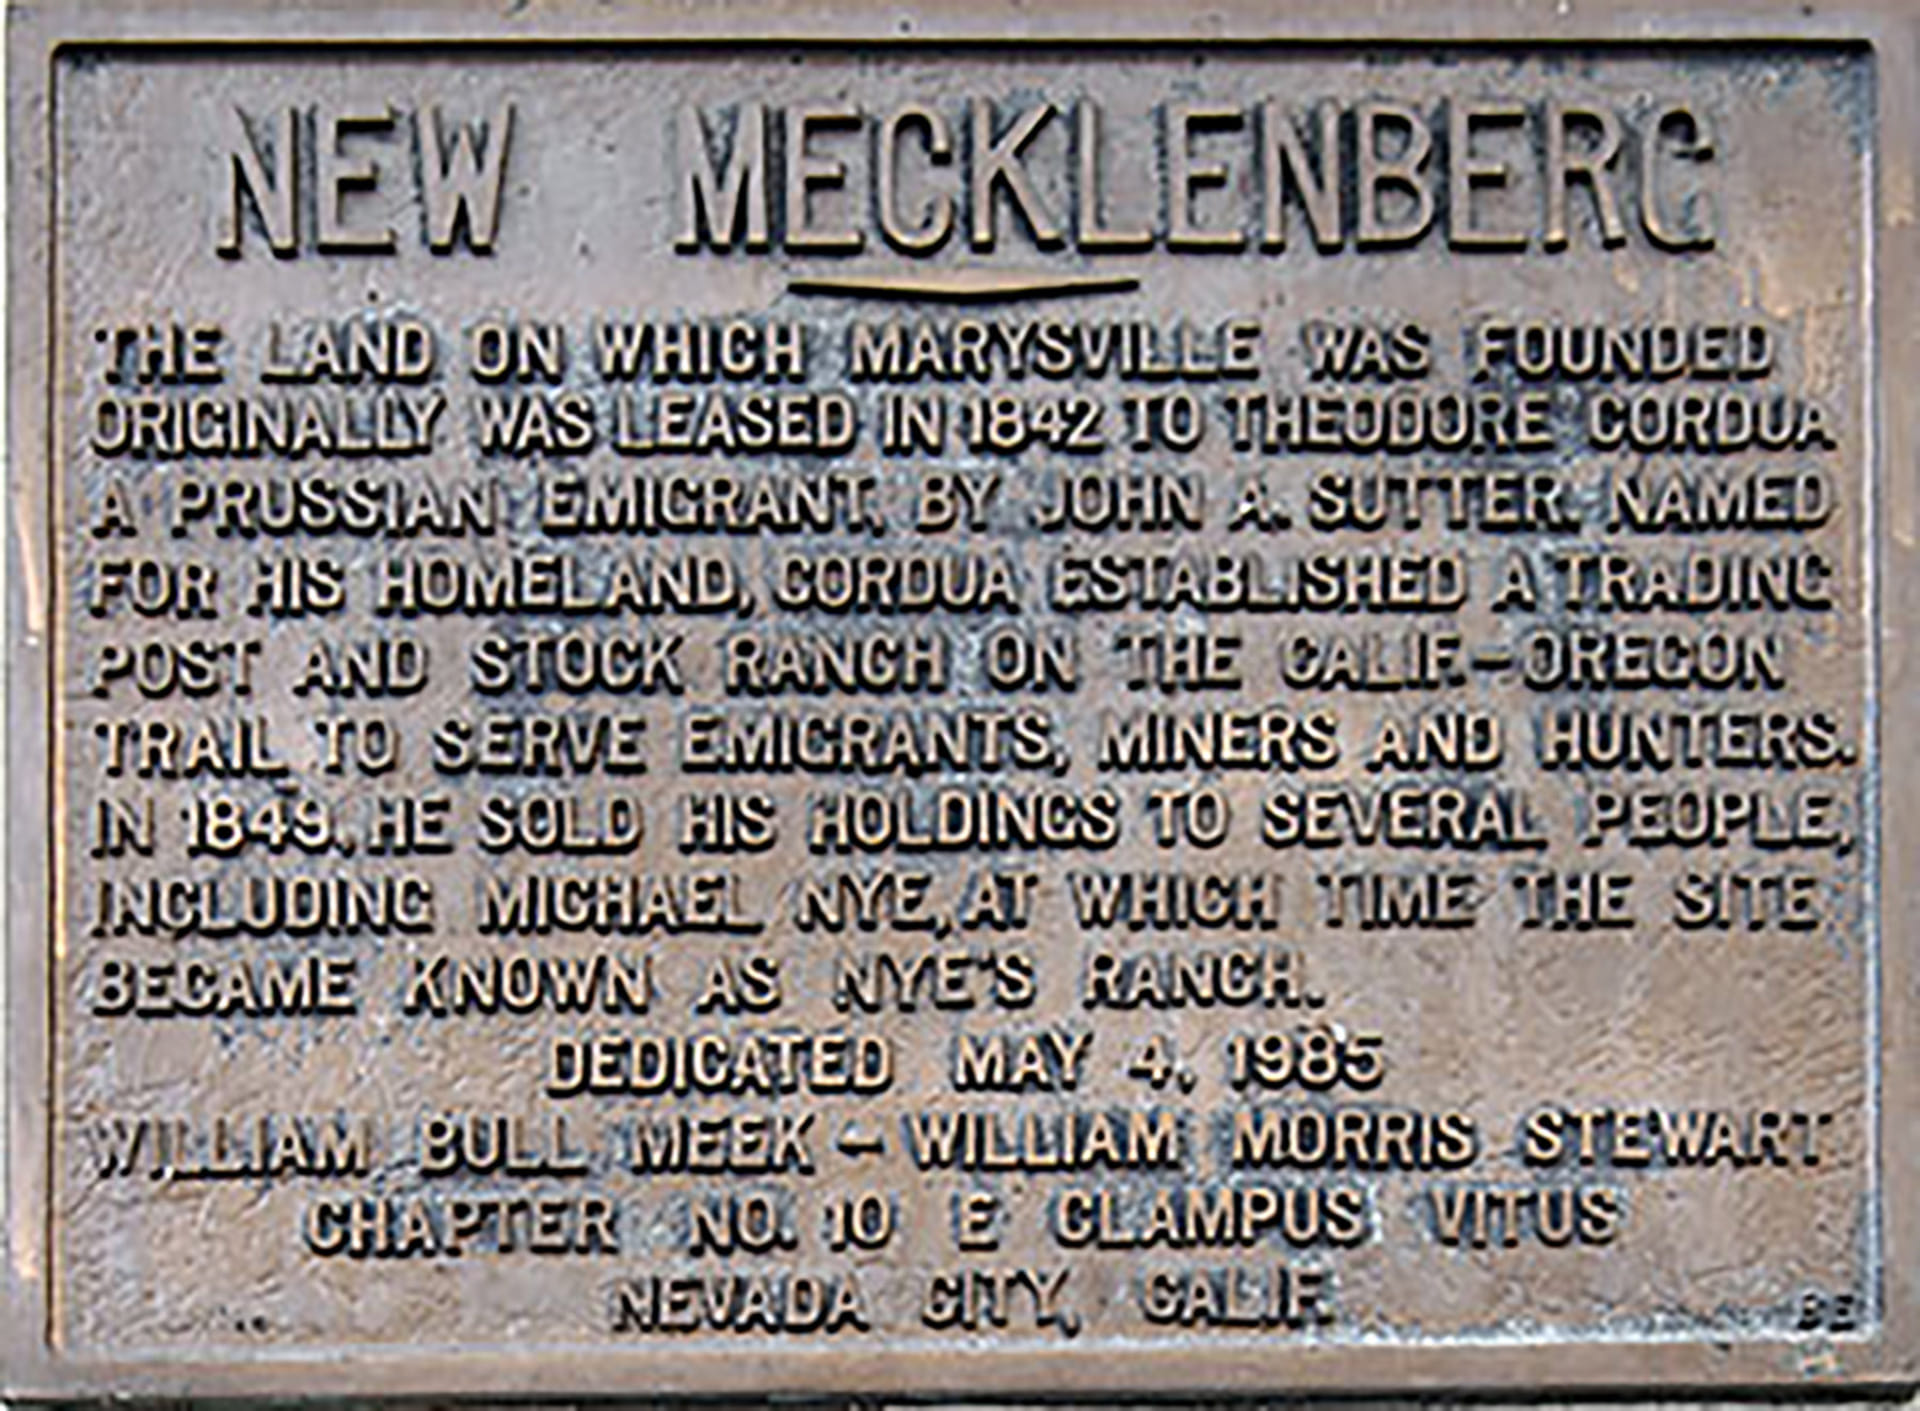 NEW MECKLENBERG
THE LAND ON WHICH MARYSVILLE WAS FOUNDED
ORIGINALLY WAS LEASED IN 1842 TO THEODORE CORDUA
A PRUSSIAN EMIGRANT, BY JOHN A. SUTTER. NAMED
FOR HIS HOMELAND, CORDUA ESTABLISHED A TRADING
POST AND STOCK RANCH ON THE CALIF.-OREGON
TRAIL TO SERVE EMIGRANTS, MINERS AND HUNTERS.
IN 1849, HE SOLD HIS HOLDINGS TO SEVERAL PEOPLE,
INCLUDING MICHAEL NYE, AT WHICH TIME THE SITE
BECAME KNOWN AS NYE'S RANCH.
DEDICATED MAY 4, 1985
WILLIAM BULL MEEK - WILLIAM MORRIS STEWART
CHAPTER NO. 10 E CLAMPUS VITUS
NEVADA CITY, CALIF.